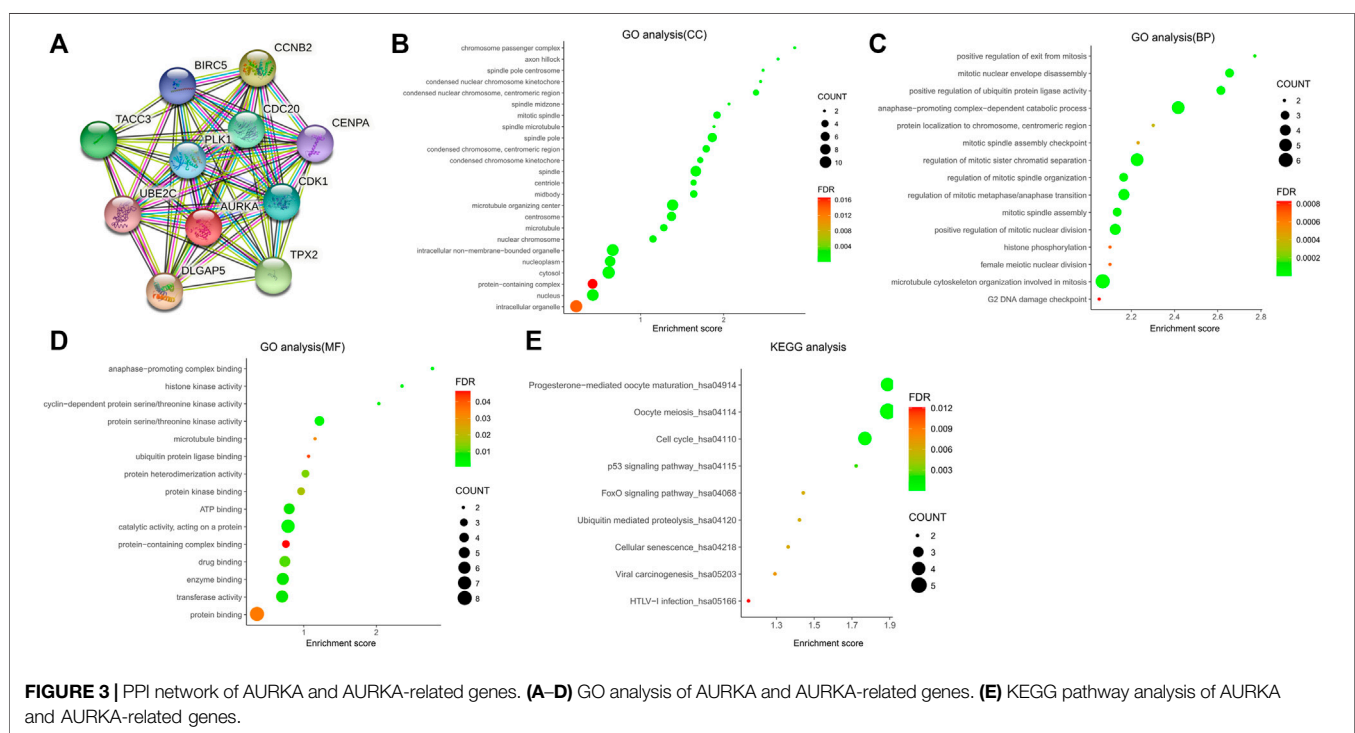 A
CCNB2
BIRC5
CDC20
TACC3
CENPA
PLK1
CDK1
UBE2C
AURKA
TPX2
DLGAP5
B
GO analysis(CC)
chromosome passenger complex
axon hillock
spindle pole centrosome
condensed nuclear chromosome kinetochore
condensed nuclear chromosome, centromeric region
spindle midzone
mitotic spindle
spindle microtubule
spindle pole
condensed chromosome, centromeric region
condensed chromosome kinetochore
spindle
centriole
midbody
microtubule organizing center
centrosome
microtubule
nuclear chromosome
intracellular non-membrane-bounded organelle
nucleoplasm
cytosol
protein-containing complex
nucleus
intracellular organelle
1 2
Enrichment score
COUNT
2
4
6
8
10
FDR
0.016
0.012
0.008
0.004
C
GO analysis(BP)
positive regulation of exit from mitosis
mitotic nuclear envelope disassembly
positive regulation of ubiquitin protein ligase activity
anaphase-promoting complex-dependent catabolic process
protein localization to chromosome, centromeric region
mitotic spindle assembly checkpoint
regulation of mitotic sister chromatid separation
regulation of mitotic spindle organization
regulation of mitotic metaphase/anaphase transition
mitotic spindle assembly
positive regulation of mitotic nuclear division
histone phosphorylation
female meiotic nuclear division
microtubule cytoskeleton organization involved in mitosis
G2 DNA damage checkpoint
2.2 2.4 2.6 2.8
Enrichment score
COUNT
2
3
4
5
6
FDR
0.0008
0.0006
0.0004
0.0002
D
GO analysis(MF)
anaphase-promoting complex binding
histone kinase activity
cyclin-dependent protein serine/threonine kinase activity
protein serine/threonine kinase activity
microtubule binding
ubiquitin protein ligase binding
protein heterodimerization activity
protein kinase binding
ATP binding
catalytic activity, acting on a protein
protein-containing complex binding
drug binding
enzyme binding
transferase activity
protein binding
1 2
Enrichment score
FDR
0.04
0.03
0.02
0.01
COUNT
2
3
4
5
6
7
8
E
KEGG analysis
Progesterone-mediated oocyte maturation_hsa04914
Oocyte meiosis_hsa04114
Cell cycle_hsa04110
p53 signaling pathway_hsa04115
FoxO signaling pathway_hsa04068
Ubiquitin mediated proteolysis_hsa04120
Cellular senescence_hsa04218
Viral carcinogenesis_hsa05203
HTLV-I infection_hsa05166
1.3 1.5 1.7 1.9
Enrichment score
FDR
0.012
0.009
0.006
0.003
COUNT
2
3
4
5
FIGURE 3 | PPI network of AURKA and AURKA-related genes. (A–D) GO analysis of AURKA and AURKA-related genes. (E) KEGG pathway analysis of AURKA
and AURKA-related genes.